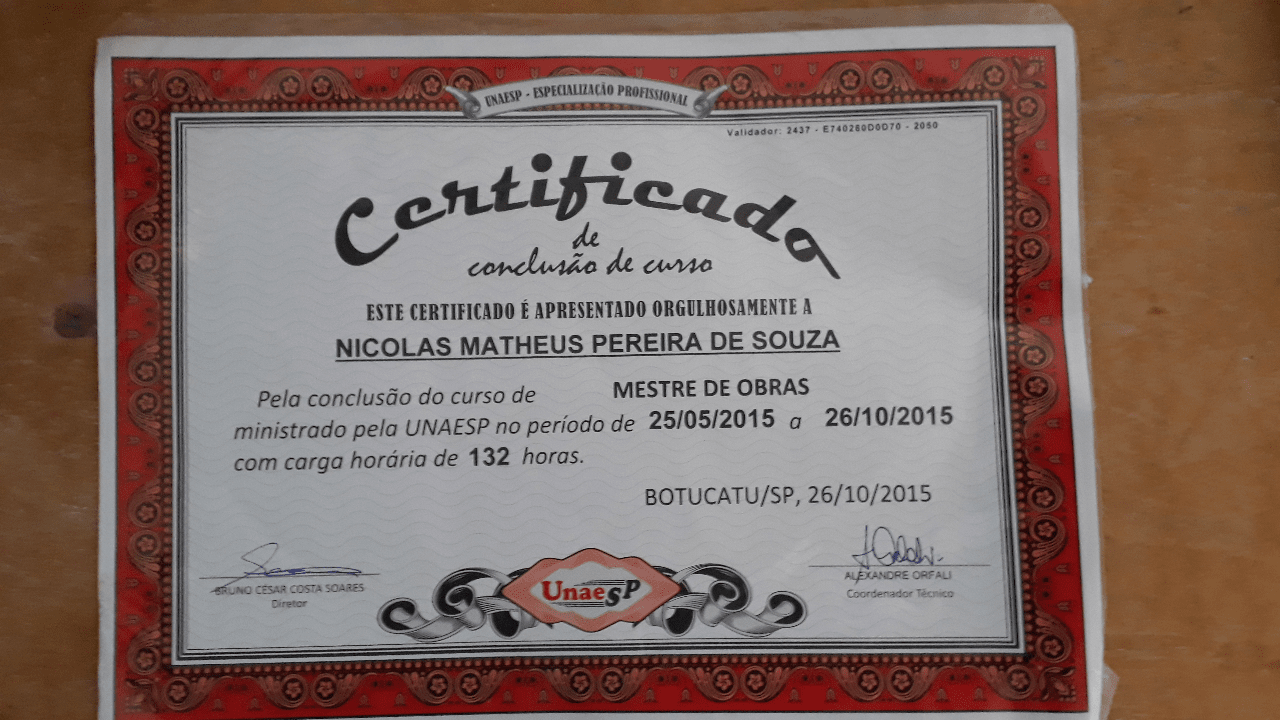 UNAESP - ESPECIALIZAÇÃO PROFISSIONAL
Validador: 2437 - E740260D0D70 - 2050
Certificado
de
conclusão de curso
ESTE CERTIFICADO É APRESENTADO ORGULHOSAMENTE A
NICOLAS MATHEUS PEREIRA DE SOUZA
Pela conclusão do curso de MESTRE DE OBRAS
ministrado pela UNAESP no período de 25/05/2015 a 26/10/2015
com carga horária de 132 horas.
BOTUCATU/SP, 26/10/2015
BRUNO CÉSAR COSTA SOARES
Diretor
ALEXANDRE ORFALI
Coordenador Técnico
UnaeSP